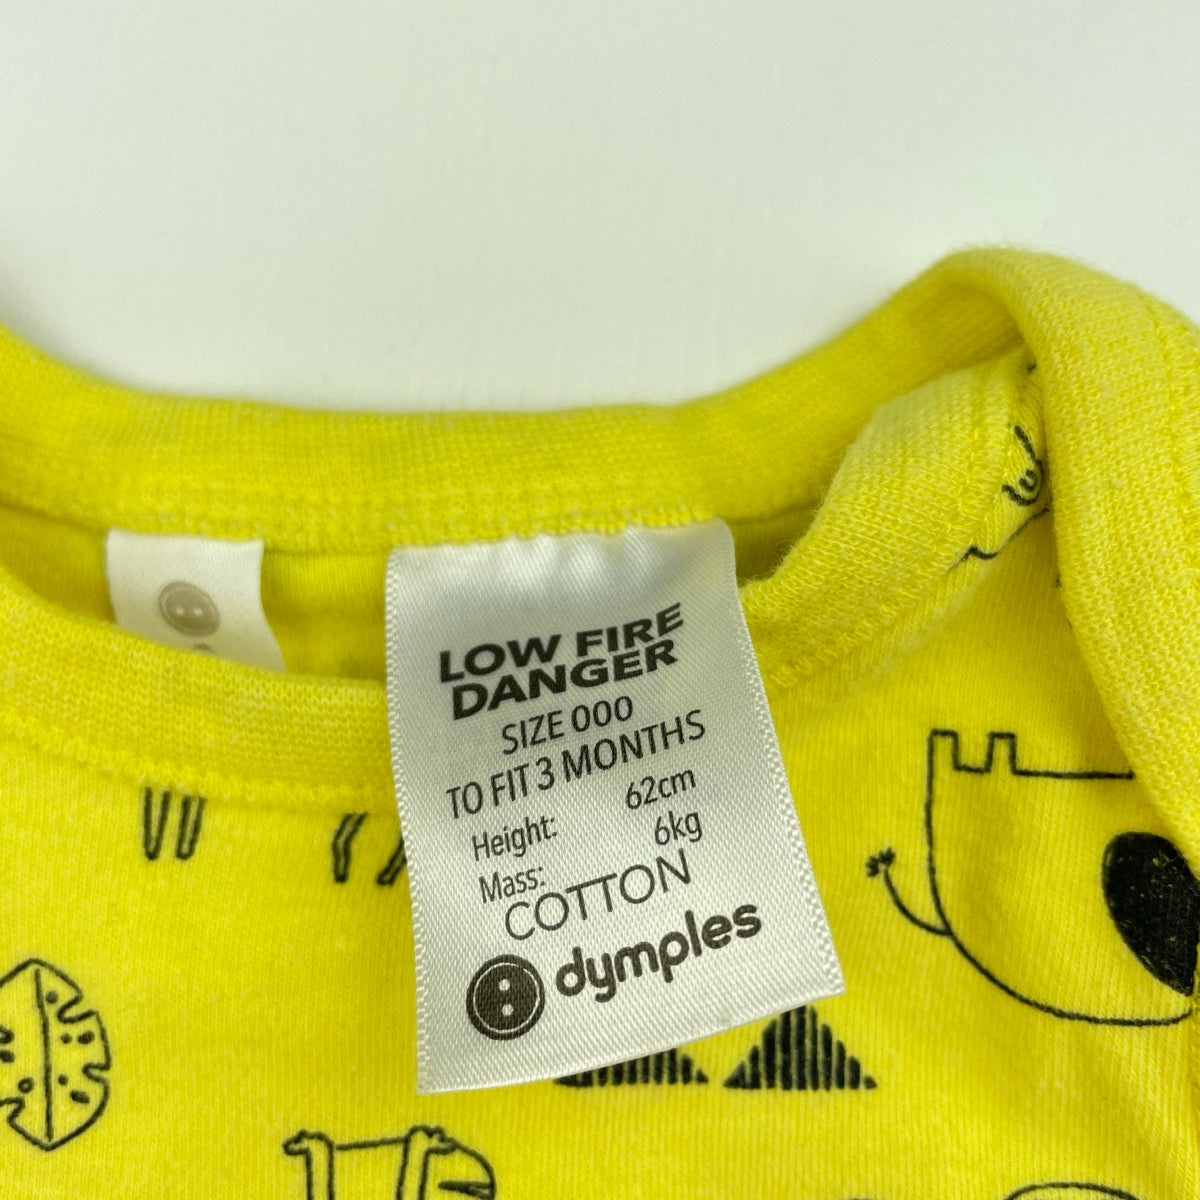 LOW FIRE
DANGER
SIZE 000
TO FIT 3 MONTHS
Height: 62cm
Mass: 6kg
COTTON
dymples